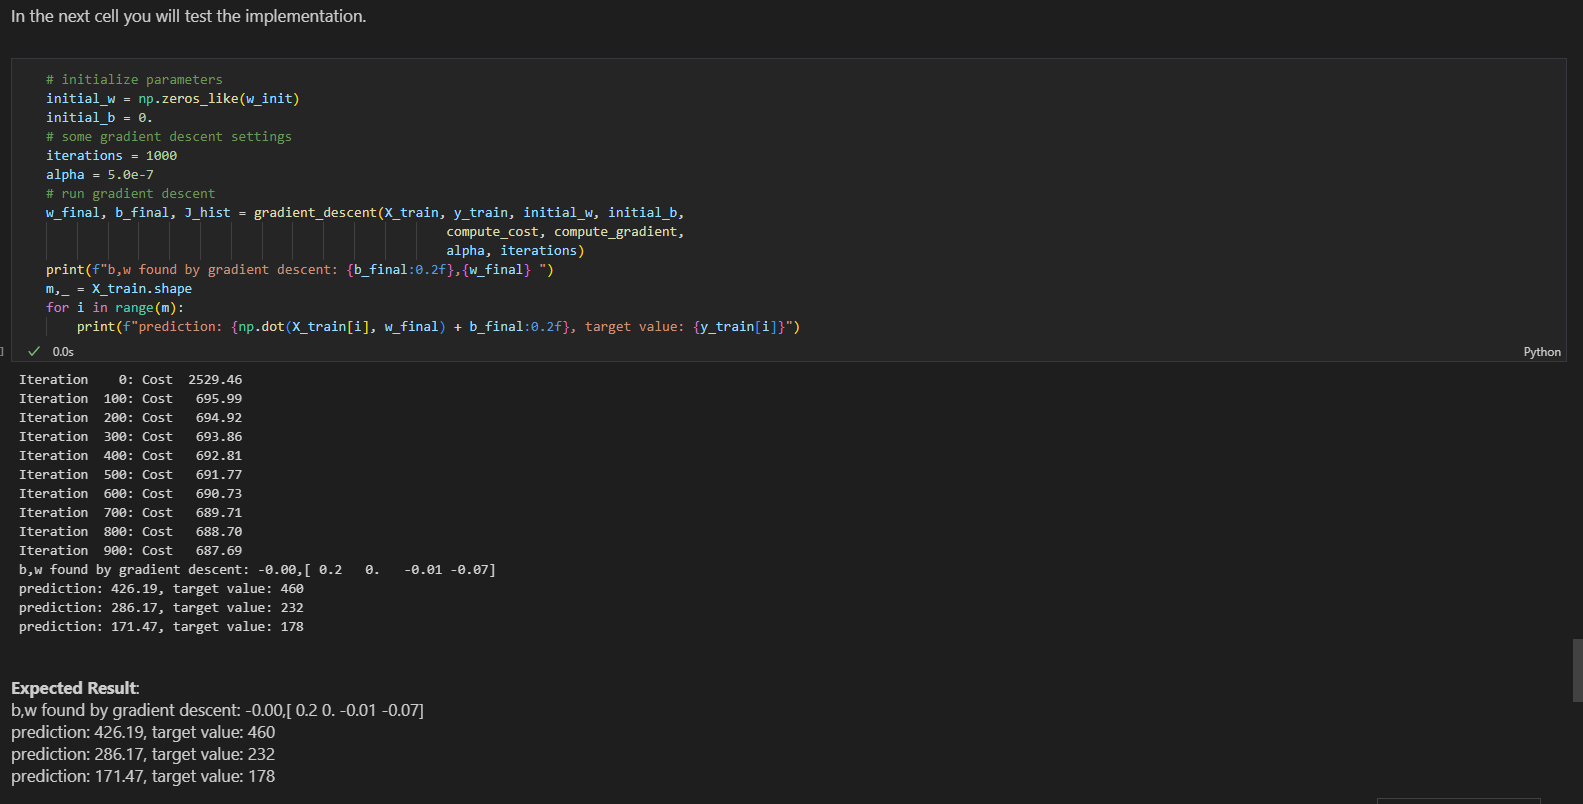 In the next cell you will test the implementation.
# initialize parameters
initial_w = np.zeros_like(w_init)
initial_b = 0.
# some gradient descent settings
iterations = 1000
alpha = 5.0e-7
# run gradient descent
w_final, b_final, J_hist = gradient_descent(X_train, y_train, initial_w, initial_b,
compute_cost, compute_gradient,
alpha, iterations)
print(f"b,w found by gradient descent: {b_final:0.2f},{w_final} ")
m,_ = X_train.shape
for i in range(m):
print(f"prediction: {np.dot(X_train[i], w_final) + b_final:0.2f}, target value: {y_train[i]}")
] ✓ 0.0s Python
Iteration    0: Cost  2529.46
Iteration  100: Cost   695.99
Iteration  200: Cost   694.92
Iteration  300: Cost   693.86
Iteration  400: Cost   692.81
Iteration  500: Cost   691.77
Iteration  600: Cost   690.73
Iteration  700: Cost   689.71
Iteration  800: Cost   688.70
Iteration  900: Cost   687.69
b,w found by gradient descent: -0.00,[ 0.2   0.   -0.01 -0.07]
prediction: 426.19, target value: 460
prediction: 286.17, target value: 232
prediction: 171.47, target value: 178
Expected Result:
b,w found by gradient descent: -0.00,[ 0.2 0. -0.01 -0.07]
prediction: 426.19, target value: 460
prediction: 286.17, target value: 232
prediction: 171.47, target value: 178